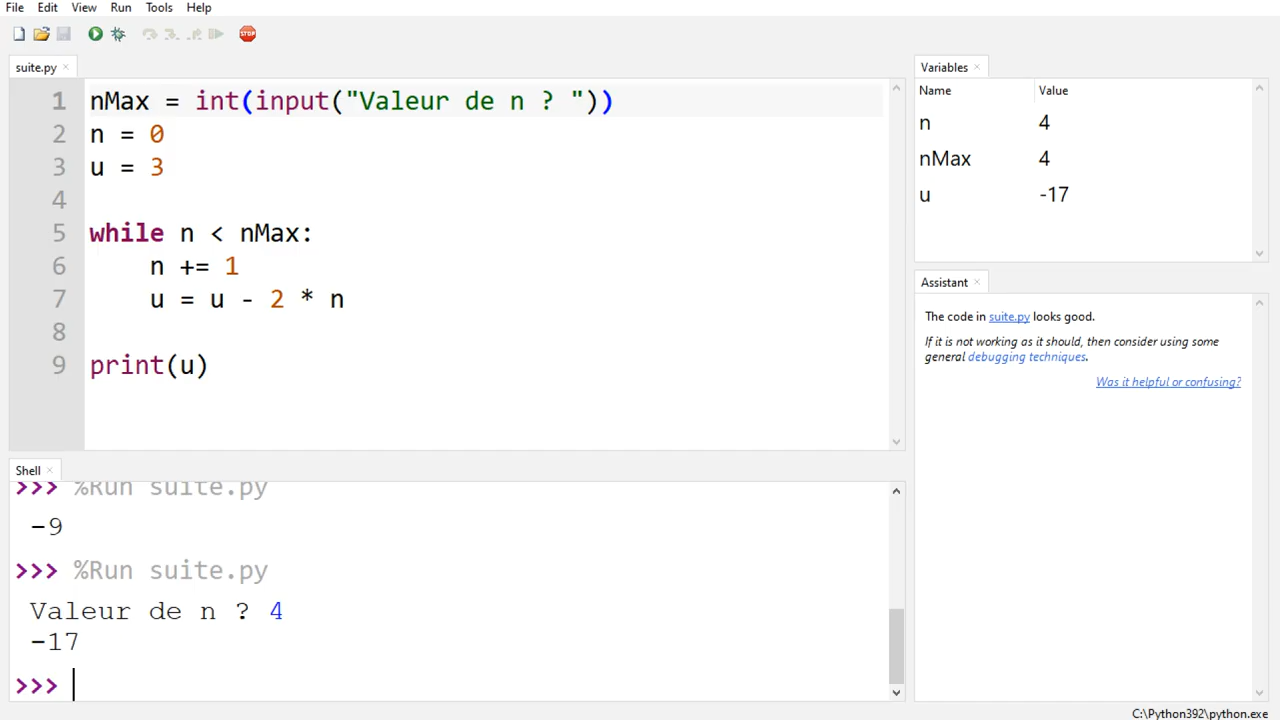 File Edit View Run Tools Help
suite.py ×
1 nMax = int(input("Valeur de n ? "))
2 n = 0
3 u = 3
4
5 while n < nMax:
6 n += 1
7 u = u - 2 * n
8
9 print(u)
Shell ×
>>> %Run suite.py
-9
>>> %Run suite.py
Valeur de n ? 4
-17
>>>
Variables ×
Name Value
n 4
nMax 4
u -17
Assistant ×
The code in suite.py looks good.
If it is not working as it should, then consider using some
general debugging techniques.
Was it helpful or confusing?
C:\Python392\python.exe
STOP